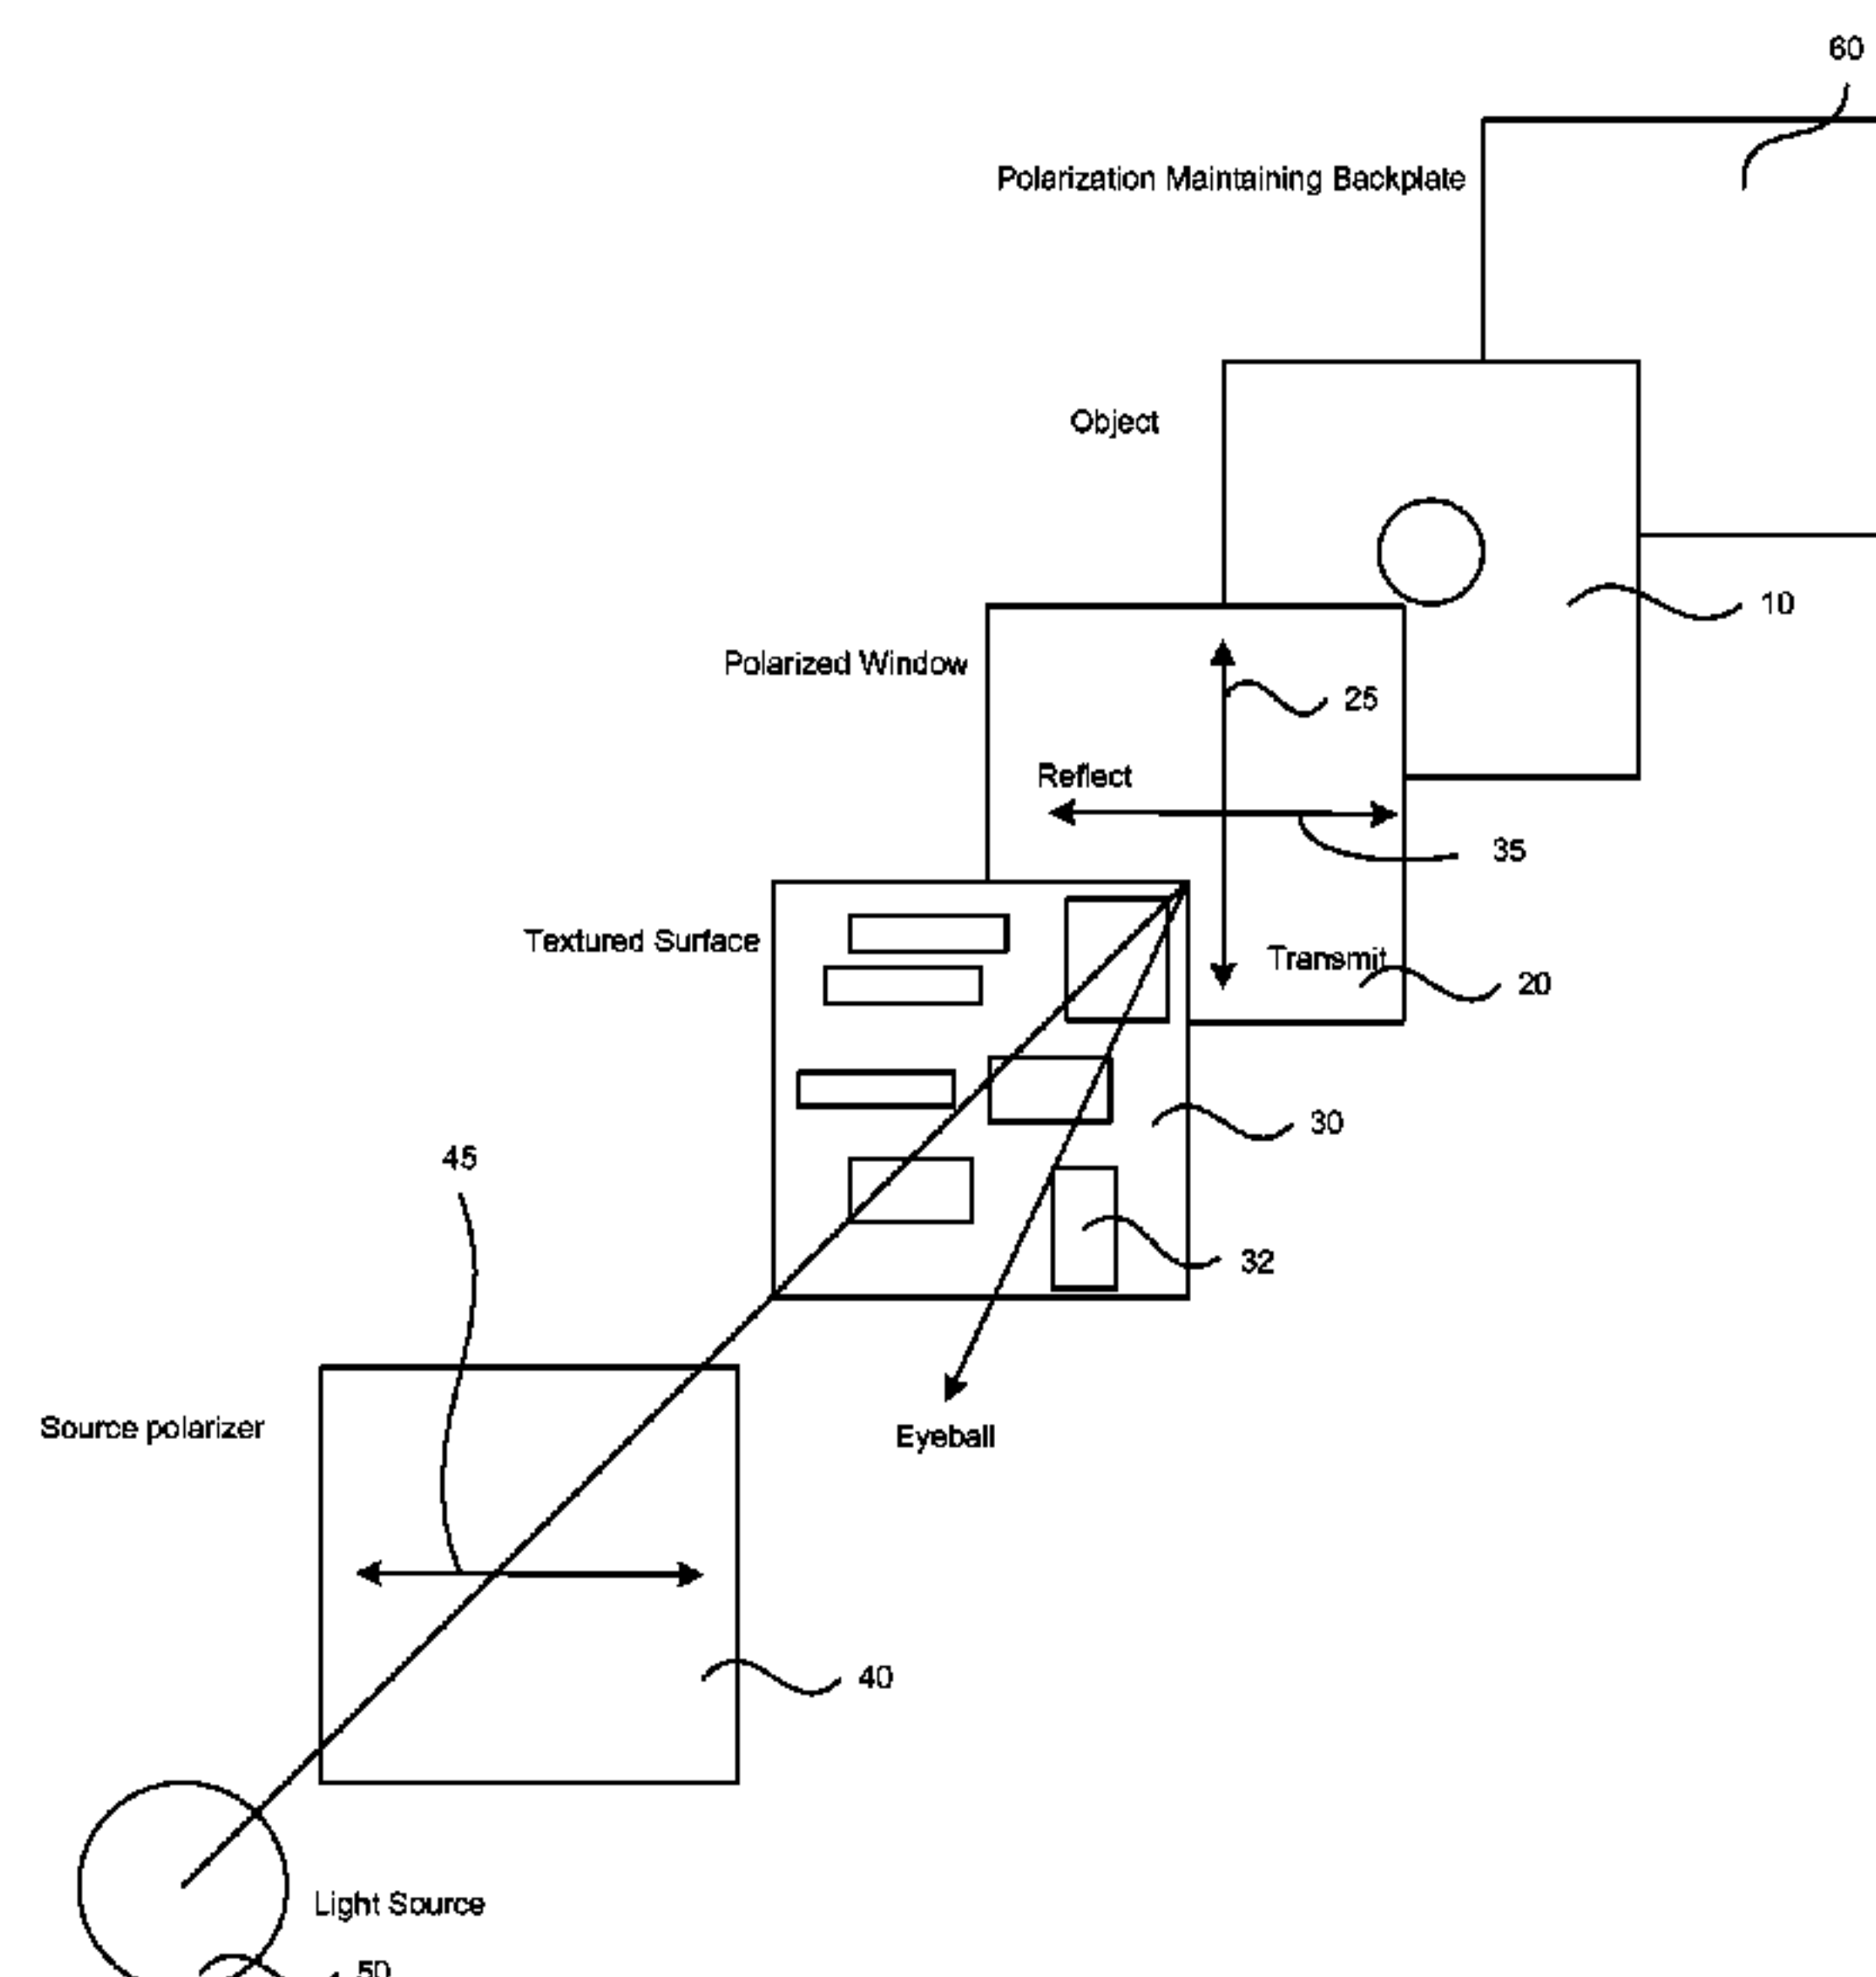 60
Polarization Maintaining Backplate
Object
10
Polarized Window
25
Reflect
35
Textured Surface
Transmit
20
30
45
32
Source polarizer
Eyeball
40
Light Source
50